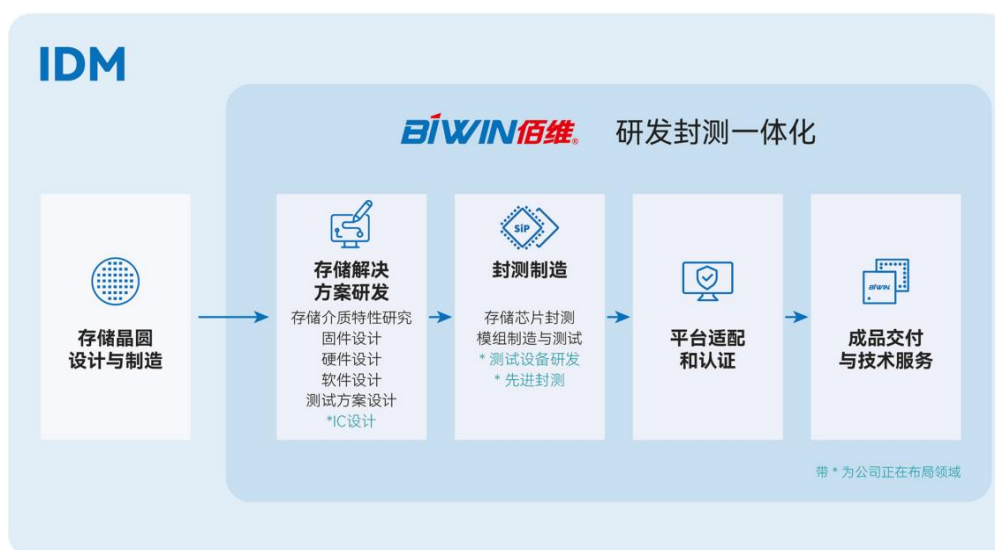 IDM
BIWIN佰维® 研发封测一体化
存储晶圆
设计与制造
存储解决
方案研发
存储介质特性研究
固件设计
硬件设计
软件设计
测试方案设计
*IC设计
SiP
封测制造
存储芯片封测
模组制造与测试
* 测试设备研发
* 先进封测
平台适配
和认证
BIWIN
成品交付
与技术服务
带 * 为公司正在布局领域